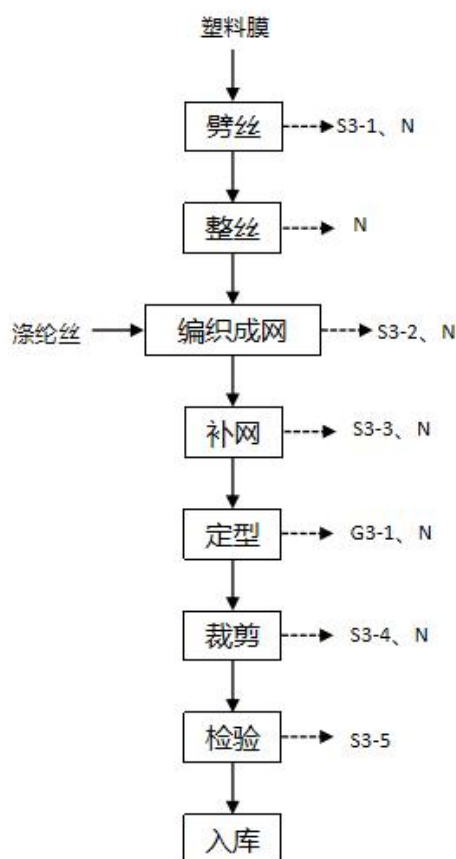 塑料膜
劈丝
S3-1、N
整丝
N
涤纶丝
编织成网
S3-2、N
补网
S3-3、N
定型
G3-1、N
裁剪
S3-4、N
检验
S3-5
入库